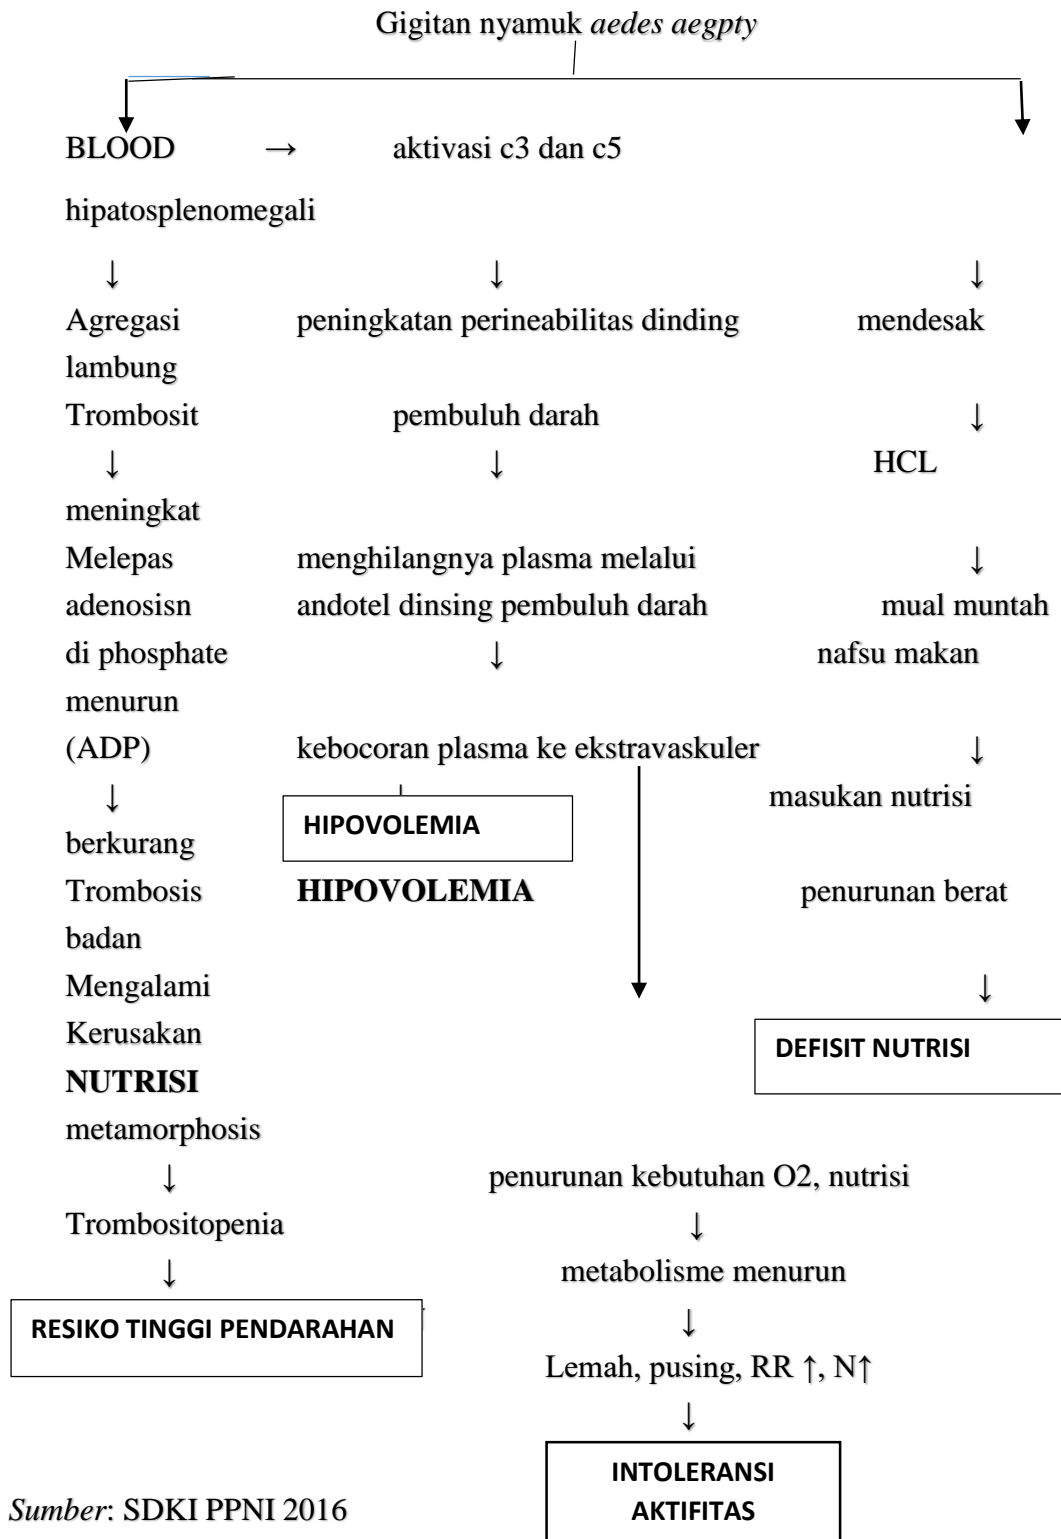 Gigitan nyamuk aedes aegpty
BLOOD → aktivasi c3 dan c5
hipatosplenomegali
↓ ↓ ↓
Agregasi peningkatan perineabilitas dinding mendesak
lambung
Trombosit pembuluh darah ↓
↓ ↓ HCL
meningkat
Melepas menghilangnya plasma melalui ↓
adenosisn andotel dinsing pembuluh darah mual muntah
di phosphate ↓ nafsu makan
menurun
(ADP) kebocoran plasma ke ekstravaskuler ↓
↓ masukan nutrisi
HIPOVOLEMIA
berkurang
Trombosis HIPOVOLEMIA penurunan berat
badan
Mengalami ↓
Kerusakan
DEFISIT NUTRISI
NUTRISI
metamorphosis
↓ penurunan kebutuhan O2, nutrisi
Trombositopenia ↓
↓ metabolisme menurun
RESIKO TINGGI PENDARAHAN ↓
Lemah, pusing, RR ↑, N↑
↓
INTOLERANSI
AKTIFITAS
Sumber: SDKI PPNI 2016